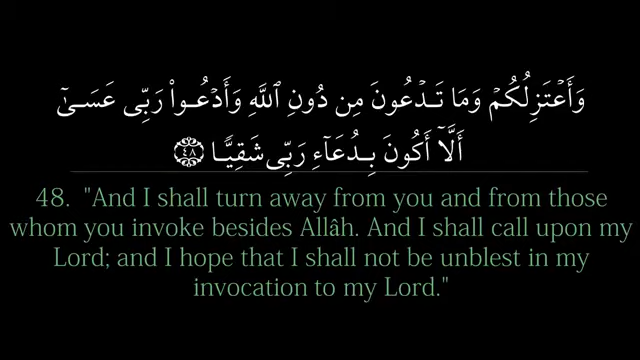 وَأَعْتَزِلُكُمْ وَمَا تَدْعُونَ مِن دُونِ ٱللَّهِ وَأَدْعُوا۟ رَبِّى عَسَىٰٓ
أَلَّآ أَكُونَ بِدُعَآءِ رَبِّى شَقِيًّا ٤٨
48. "And I shall turn away from you and from those
whom you invoke besides Allâh. And I shall call upon my
Lord; and I hope that I shall not be unblest in my
invocation to my Lord."